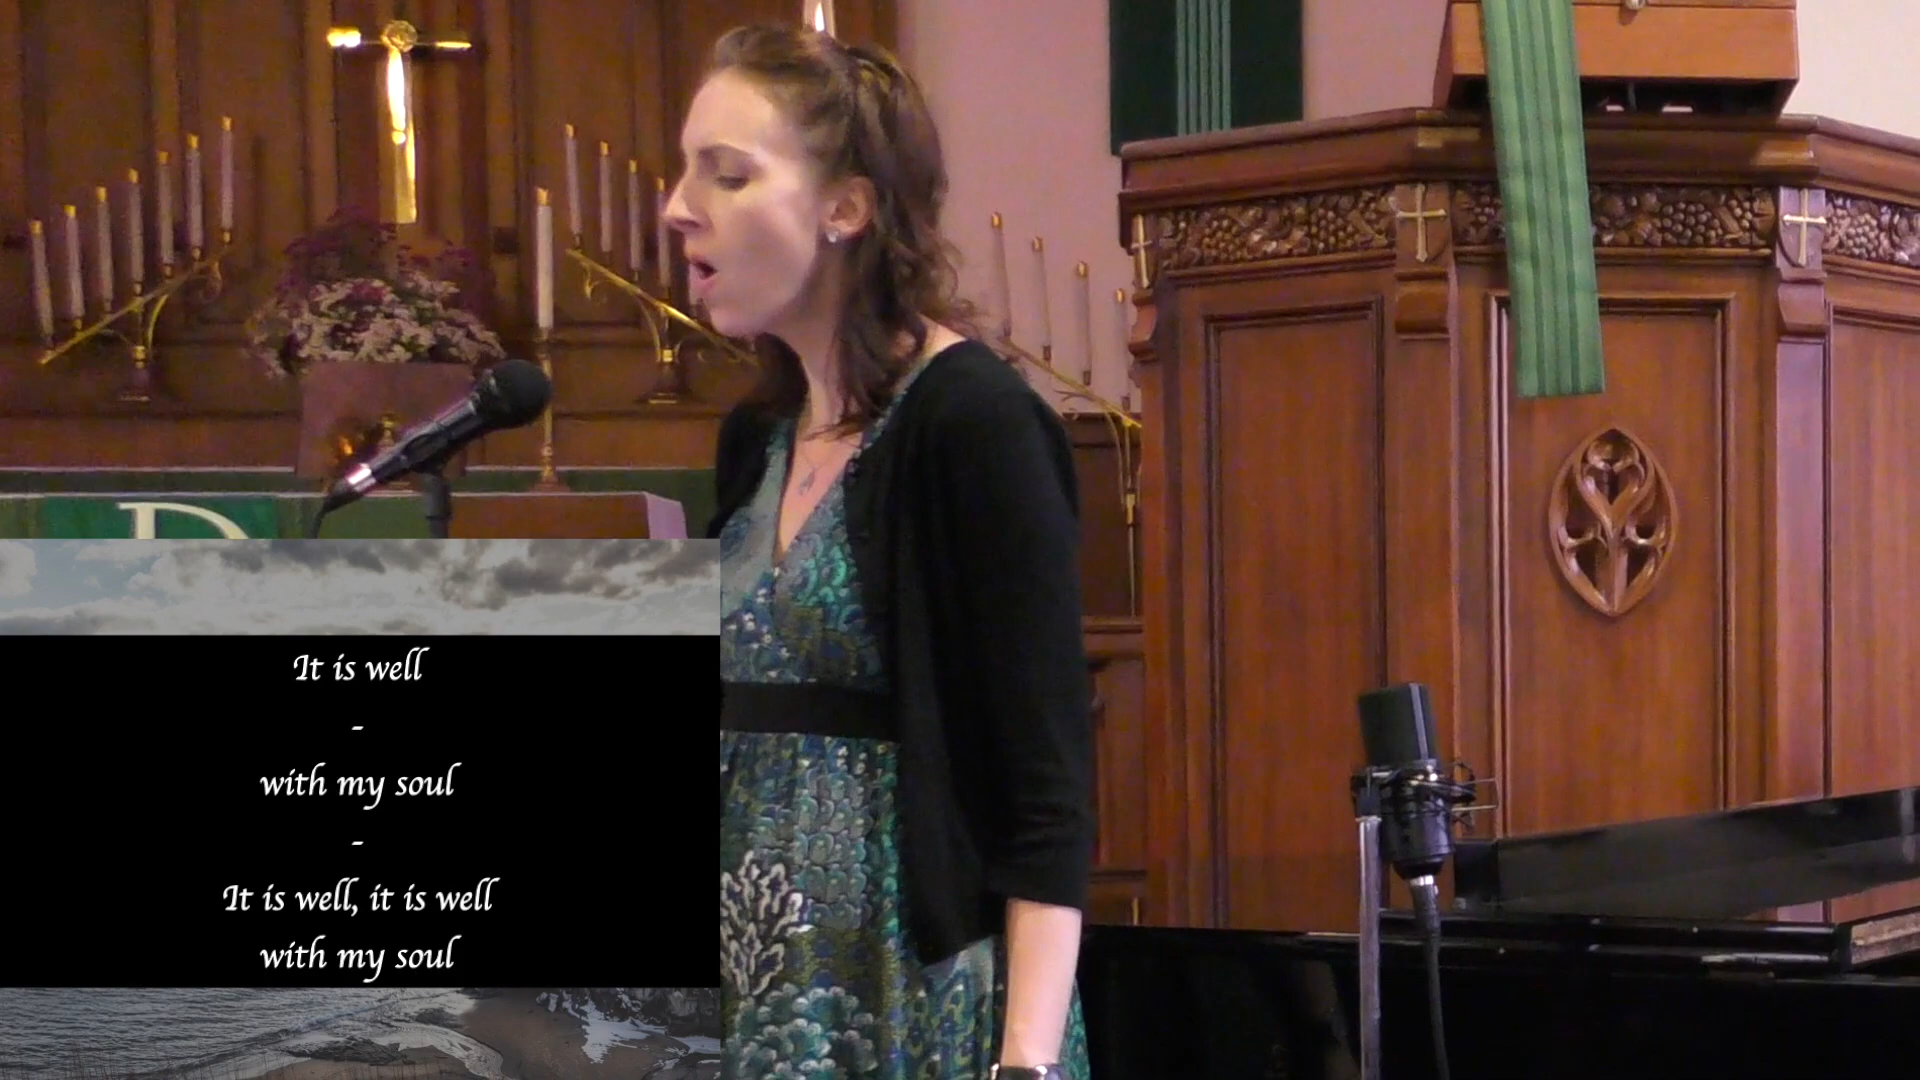 It is well
-
with my soul
-
It is well, it is well
with my soul